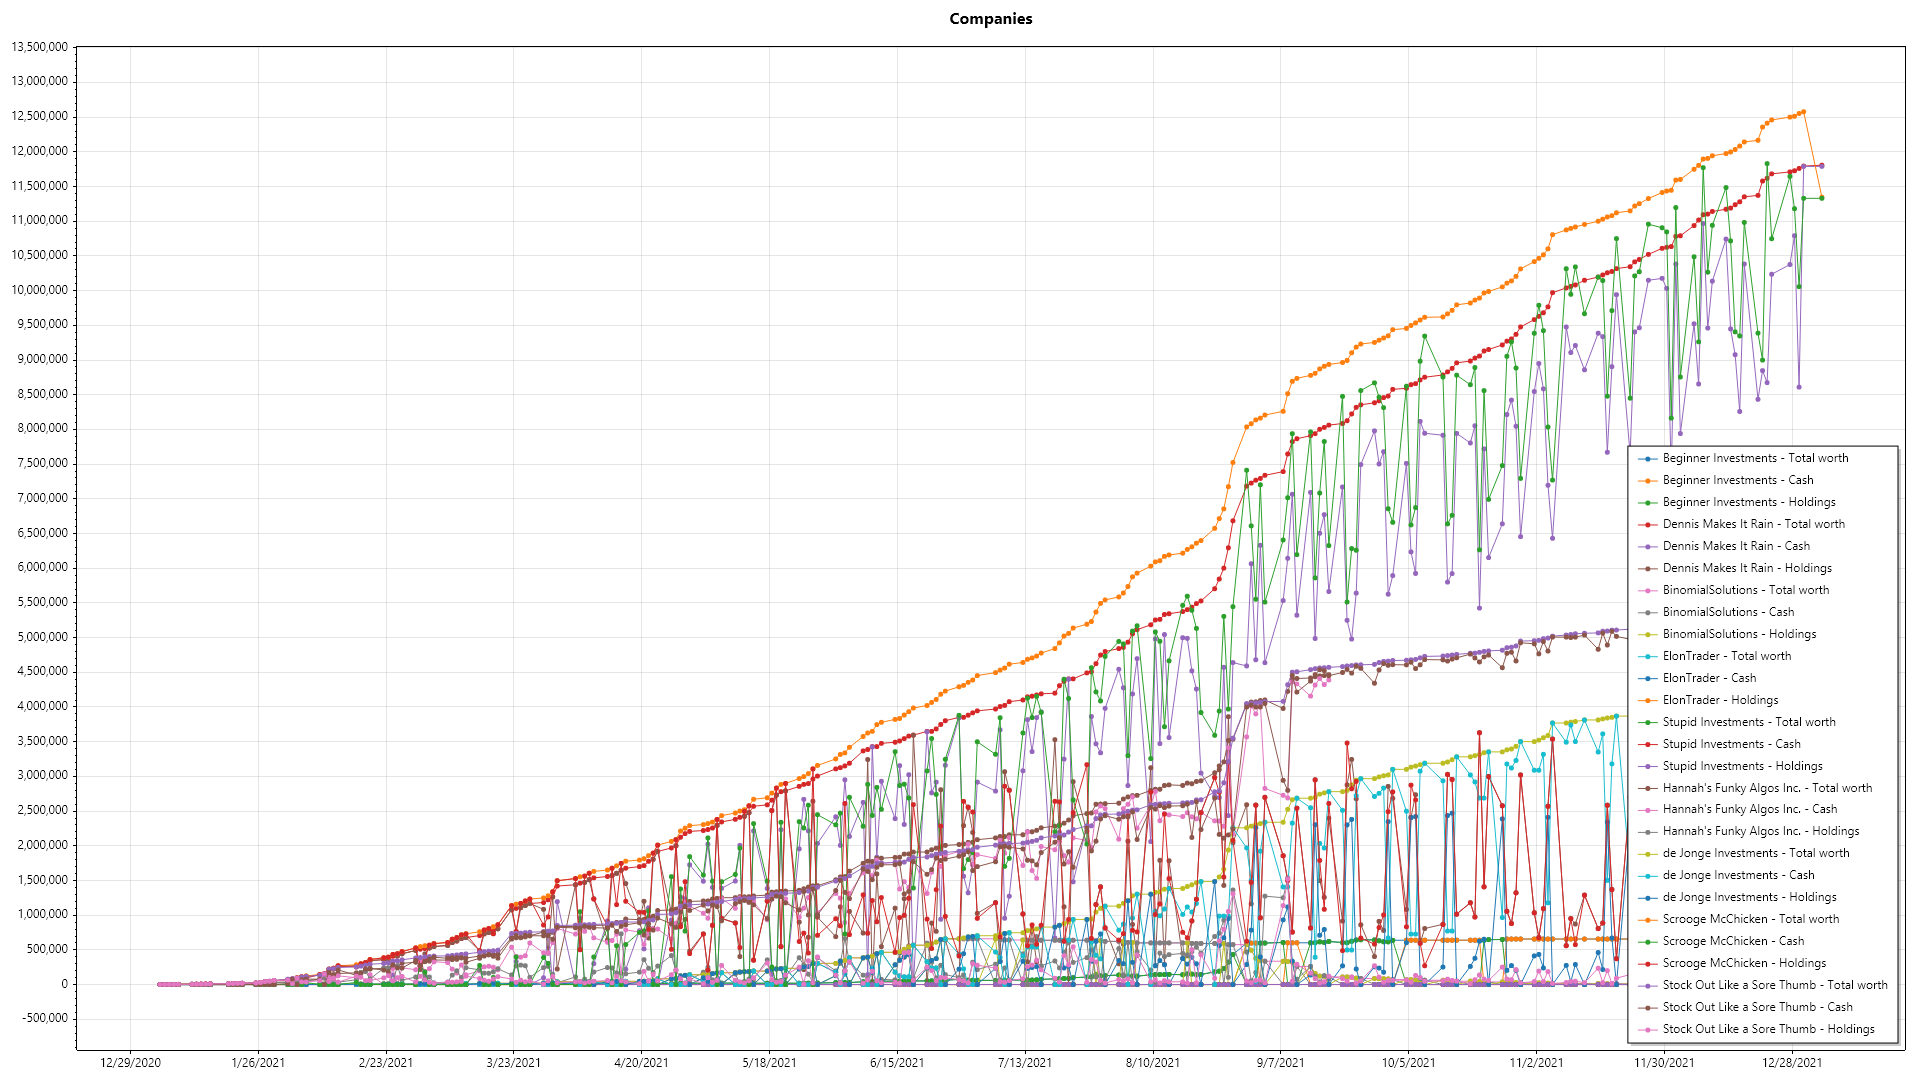 Companies
13,500,000
13,000,000
12,500,000
12,000,000
11,500,000
11,000,000
10,500,000
10,000,000
9,500,000
9,000,000
8,500,000
8,000,000
7,500,000
7,000,000
6,500,000
6,000,000
5,500,000
5,000,000
4,500,000
4,000,000
3,500,000
3,000,000
2,500,000
2,000,000
1,500,000
1,000,000
500,000
0
-500,000
12/29/2020
1/26/2021
2/23/2021
3/23/2021
4/20/2021
5/18/2021
6/15/2021
7/13/2021
8/10/2021
9/7/2021
10/5/2021
11/2/2021
11/30/2021
12/28/2021
Beginner Investments - Total worth
Beginner Investments - Cash
Beginner Investments - Holdings
Dennis Makes It Rain - Total worth
Dennis Makes It Rain - Cash
Dennis Makes It Rain - Holdings
BinomialSolutions - Total worth
BinomialSolutions - Cash
BinomialSolutions - Holdings
ElonTrader - Total worth
ElonTrader - Cash
ElonTrader - Holdings
Stupid Investments - Total worth
Stupid Investments - Cash
Stupid Investments - Holdings
Hannah's Funky Algos Inc. - Total worth
Hannah's Funky Algos Inc. - Cash
Hannah's Funky Algos Inc. - Holdings
de Jonge Investments - Total worth
de Jonge Investments - Cash
de Jonge Investments - Holdings
Scrooge McChicken - Total worth
Scrooge McChicken - Cash
Scrooge McChicken - Holdings
Stock Out Like a Sore Thumb - Total worth
Stock Out Like a Sore Thumb - Cash
Stock Out Like a Sore Thumb - Holdings